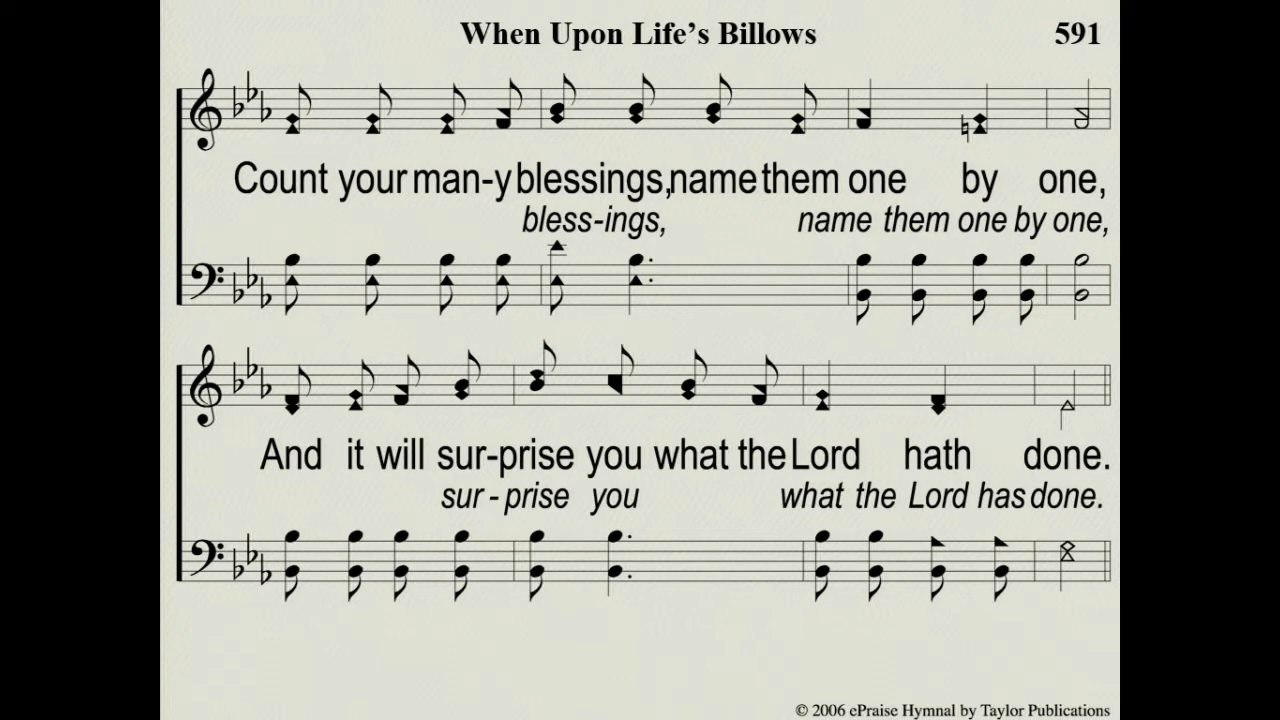 When Upon Life's Billows 591
Count your man-y blessings, name them one by one,
bless-ings, name them one by one,
And it will sur-prise you what the Lord hath done.
sur - prise you what the Lord has done.
© 2006 ePraise Hymnal by Taylor Publications